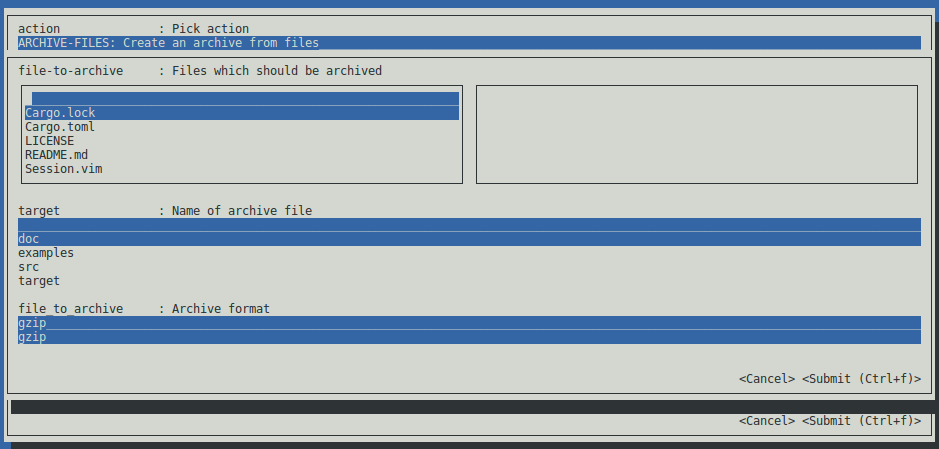 action : Pick action
ARCHIVE-FILES: Create an archive from files
file-to-archive : Files which should be archived
Cargo.lock
Cargo.toml
LICENSE
README.md
Session.vim
target : Name of archive file
doc
examples
src
target
file_to_archive : Archive format
gzip
gzip
<Cancel> <Submit (Ctrl+f)>
<Cancel> <Submit (Ctrl+f)>